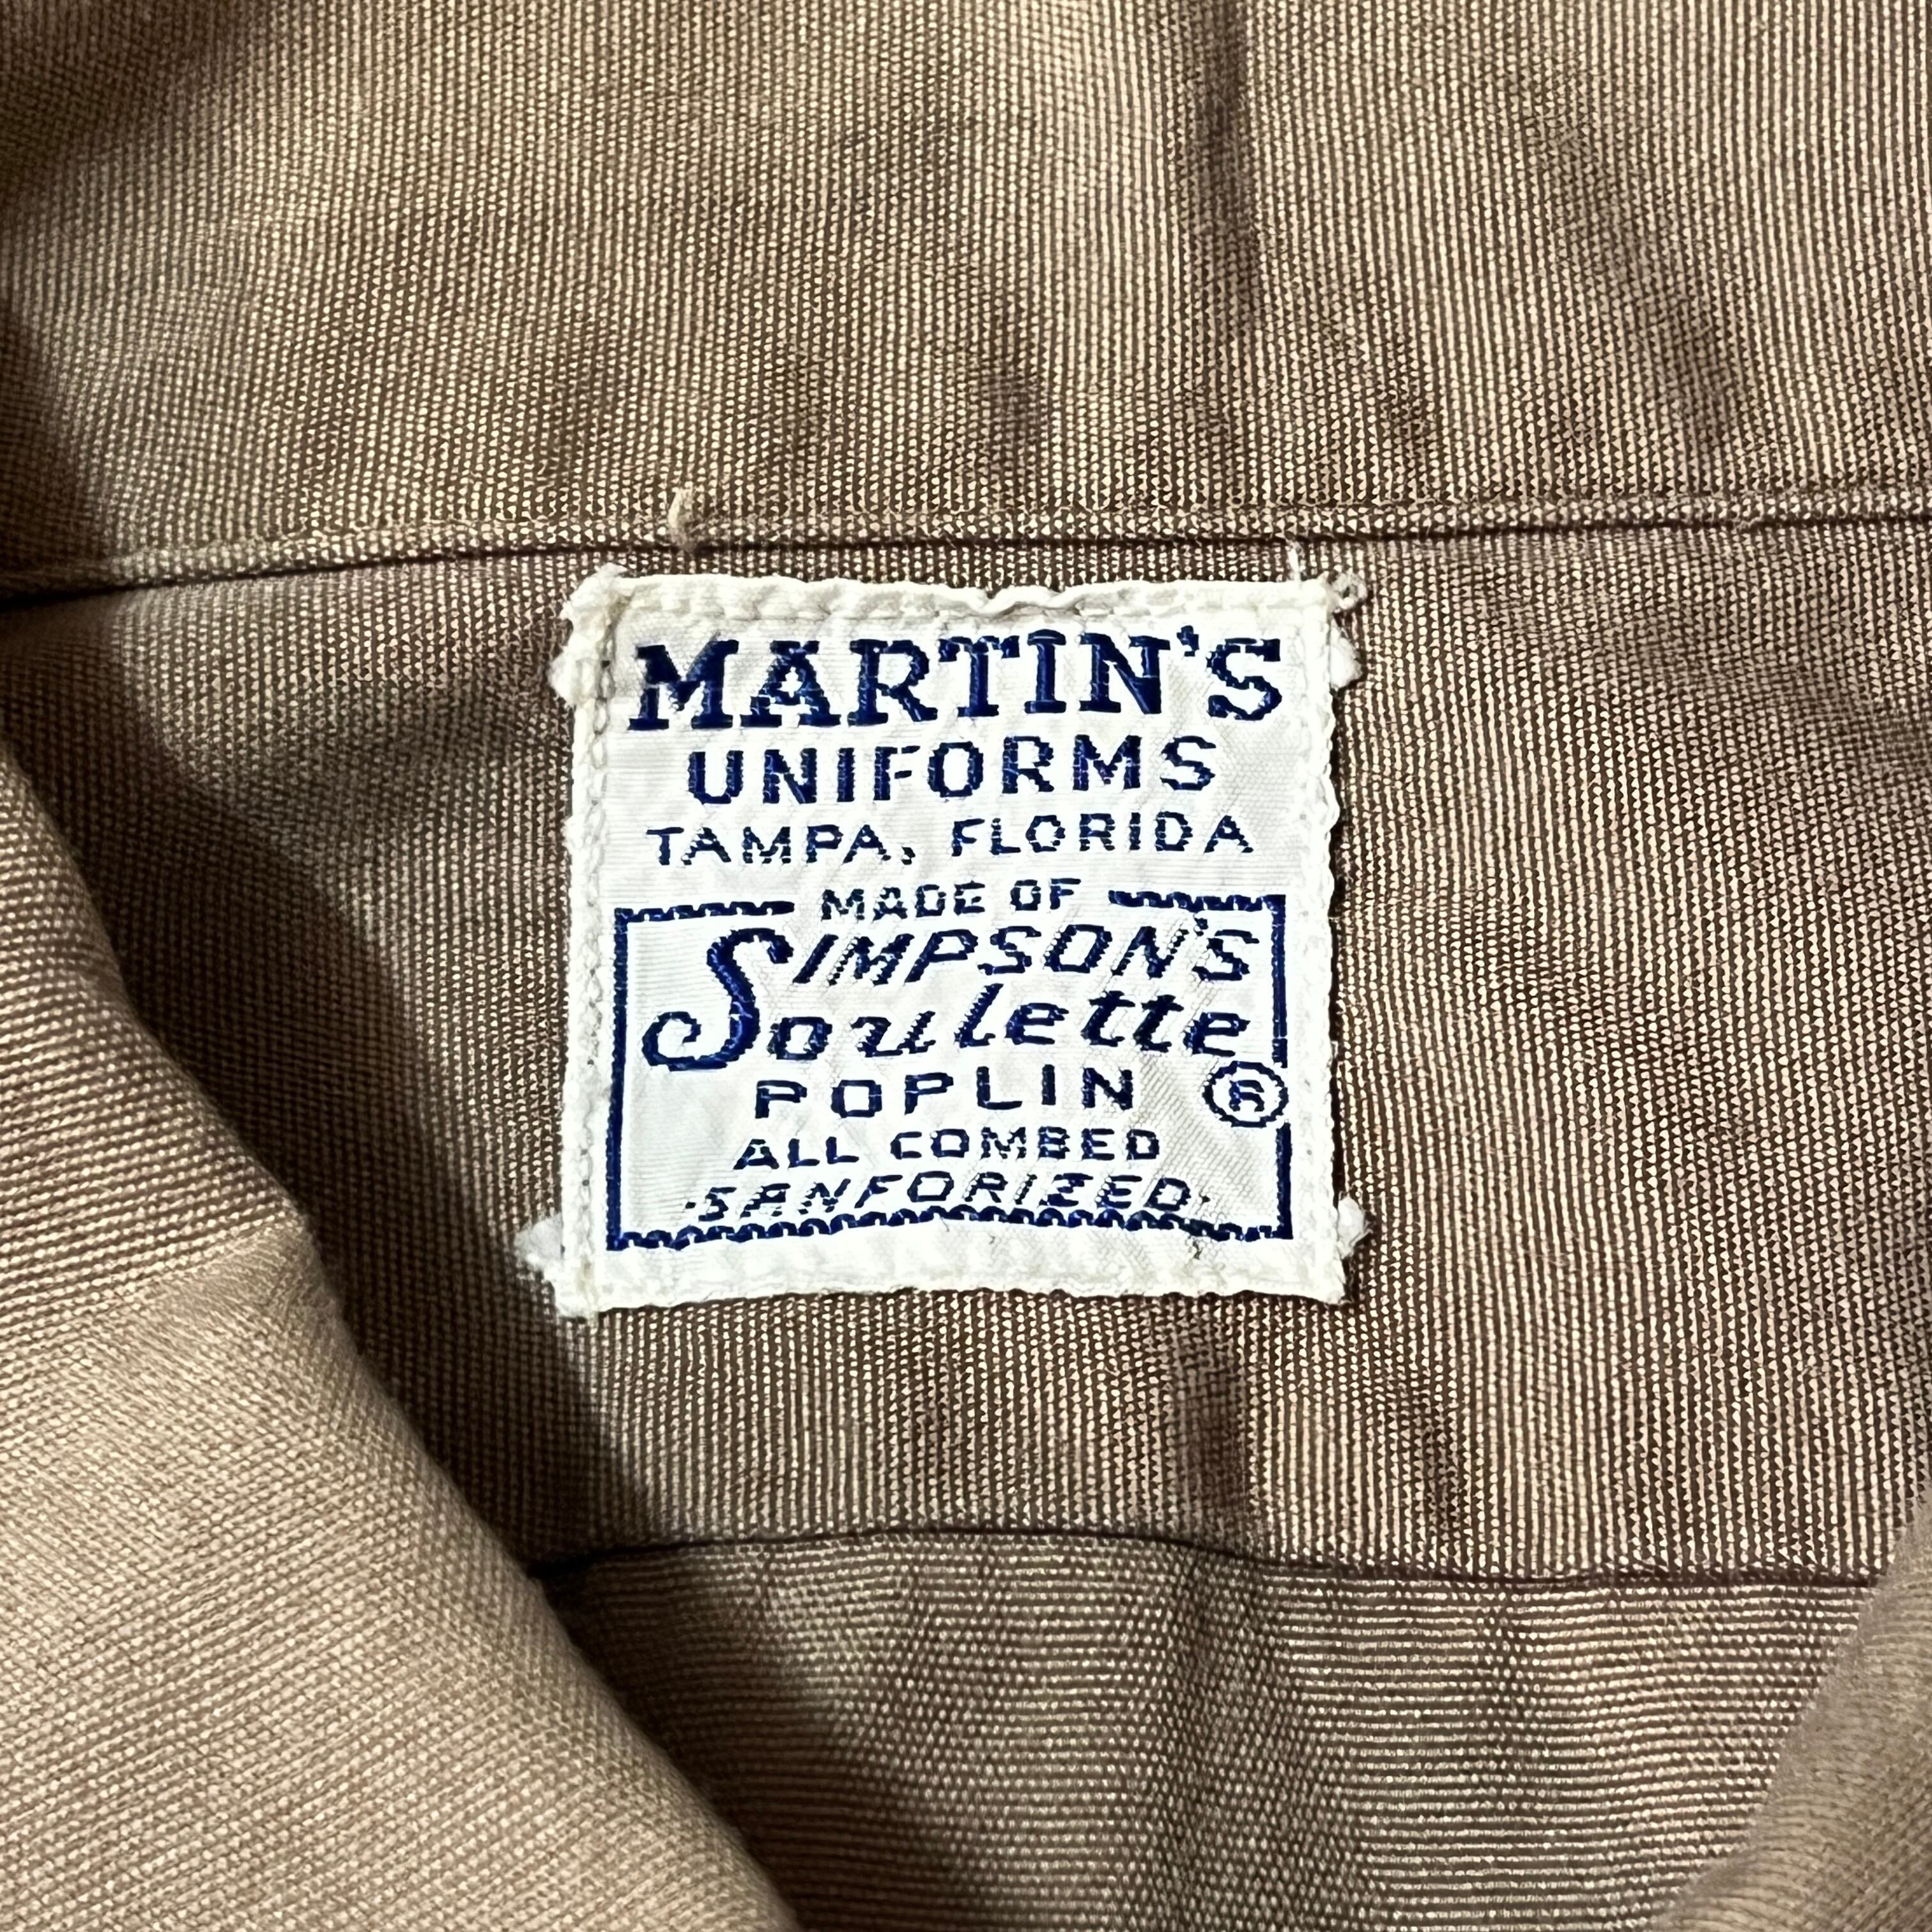 MARTIN'S
UNIFORMS
TAMPA, FLORIDA
MADE OF
SIMPSON'S
Soulette
POPLIN ®
ALL COMBED
·SANFORIZED·